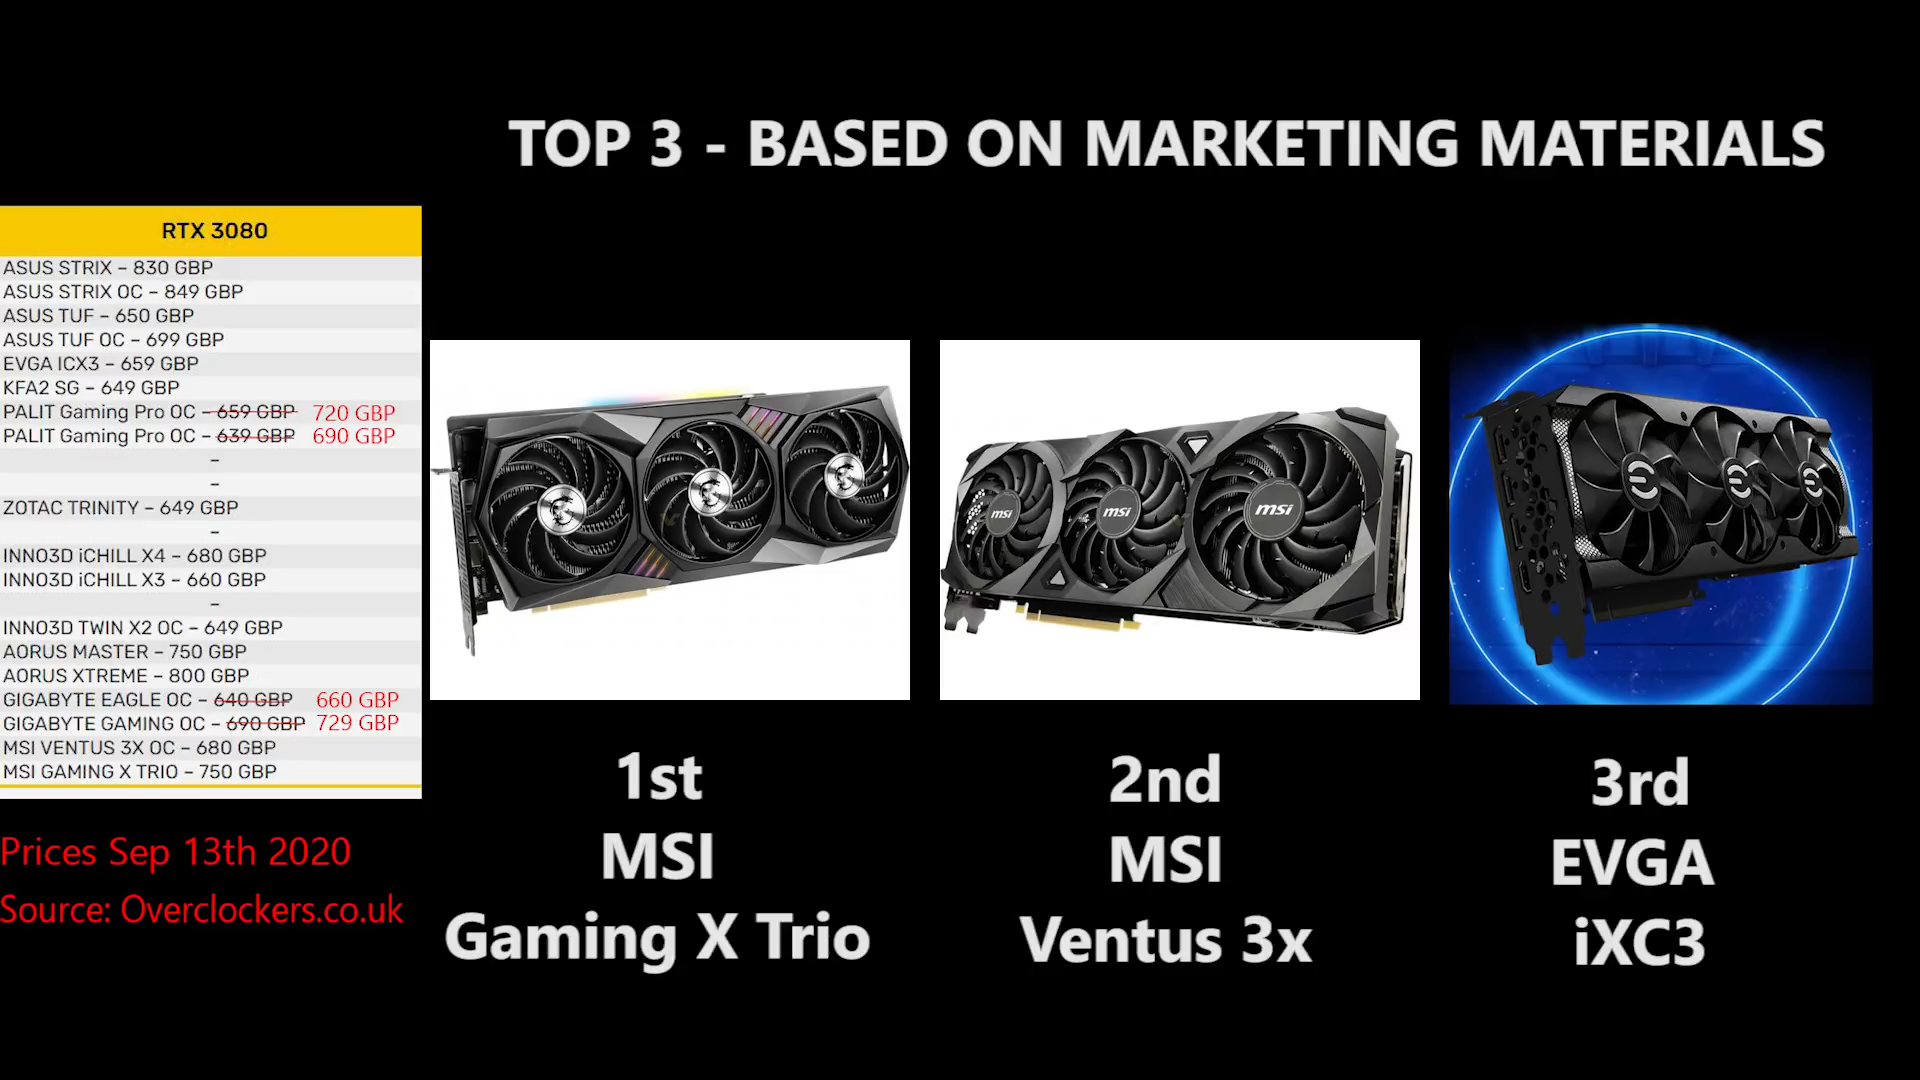 TOP 3 - BASED ON MARKETING MATERIALS
RTX 3080
ASUS STRIX – 830 GBP
ASUS STRIX OC – 849 GBP
ASUS TUF – 650 GBP
ASUS TUF OC – 699 GBP
EVGA ICX3 – 659 GBP
KFA2 SG – 649 GBP
PALIT Gaming Pro OC – 659 GBP 720 GBP
PALIT Gaming Pro OC – 639 GBP 690 GBP
–
–
ZOTAC TRINITY – 649 GBP
–
INNO3D iCHILL X4 – 680 GBP
INNO3D iCHILL X3 – 660 GBP
–
INNO3D TWIN X2 OC – 649 GBP
AORUS MASTER – 750 GBP
AORUS XTREME – 800 GBP
GIGABYTE EAGLE OC – 640 GBP 660 GBP
GIGABYTE GAMING OC – 690 GBP 729 GBP
MSI VENTUS 3X OC – 680 GBP
MSI GAMING X TRIO – 750 GBP
Prices Sep 13th 2020
Source: Overclockers.co.uk
msi
msi
msi
1st
MSI
Gaming X Trio
2nd
MSI
Ventus 3x
3rd
EVGA
iXC3